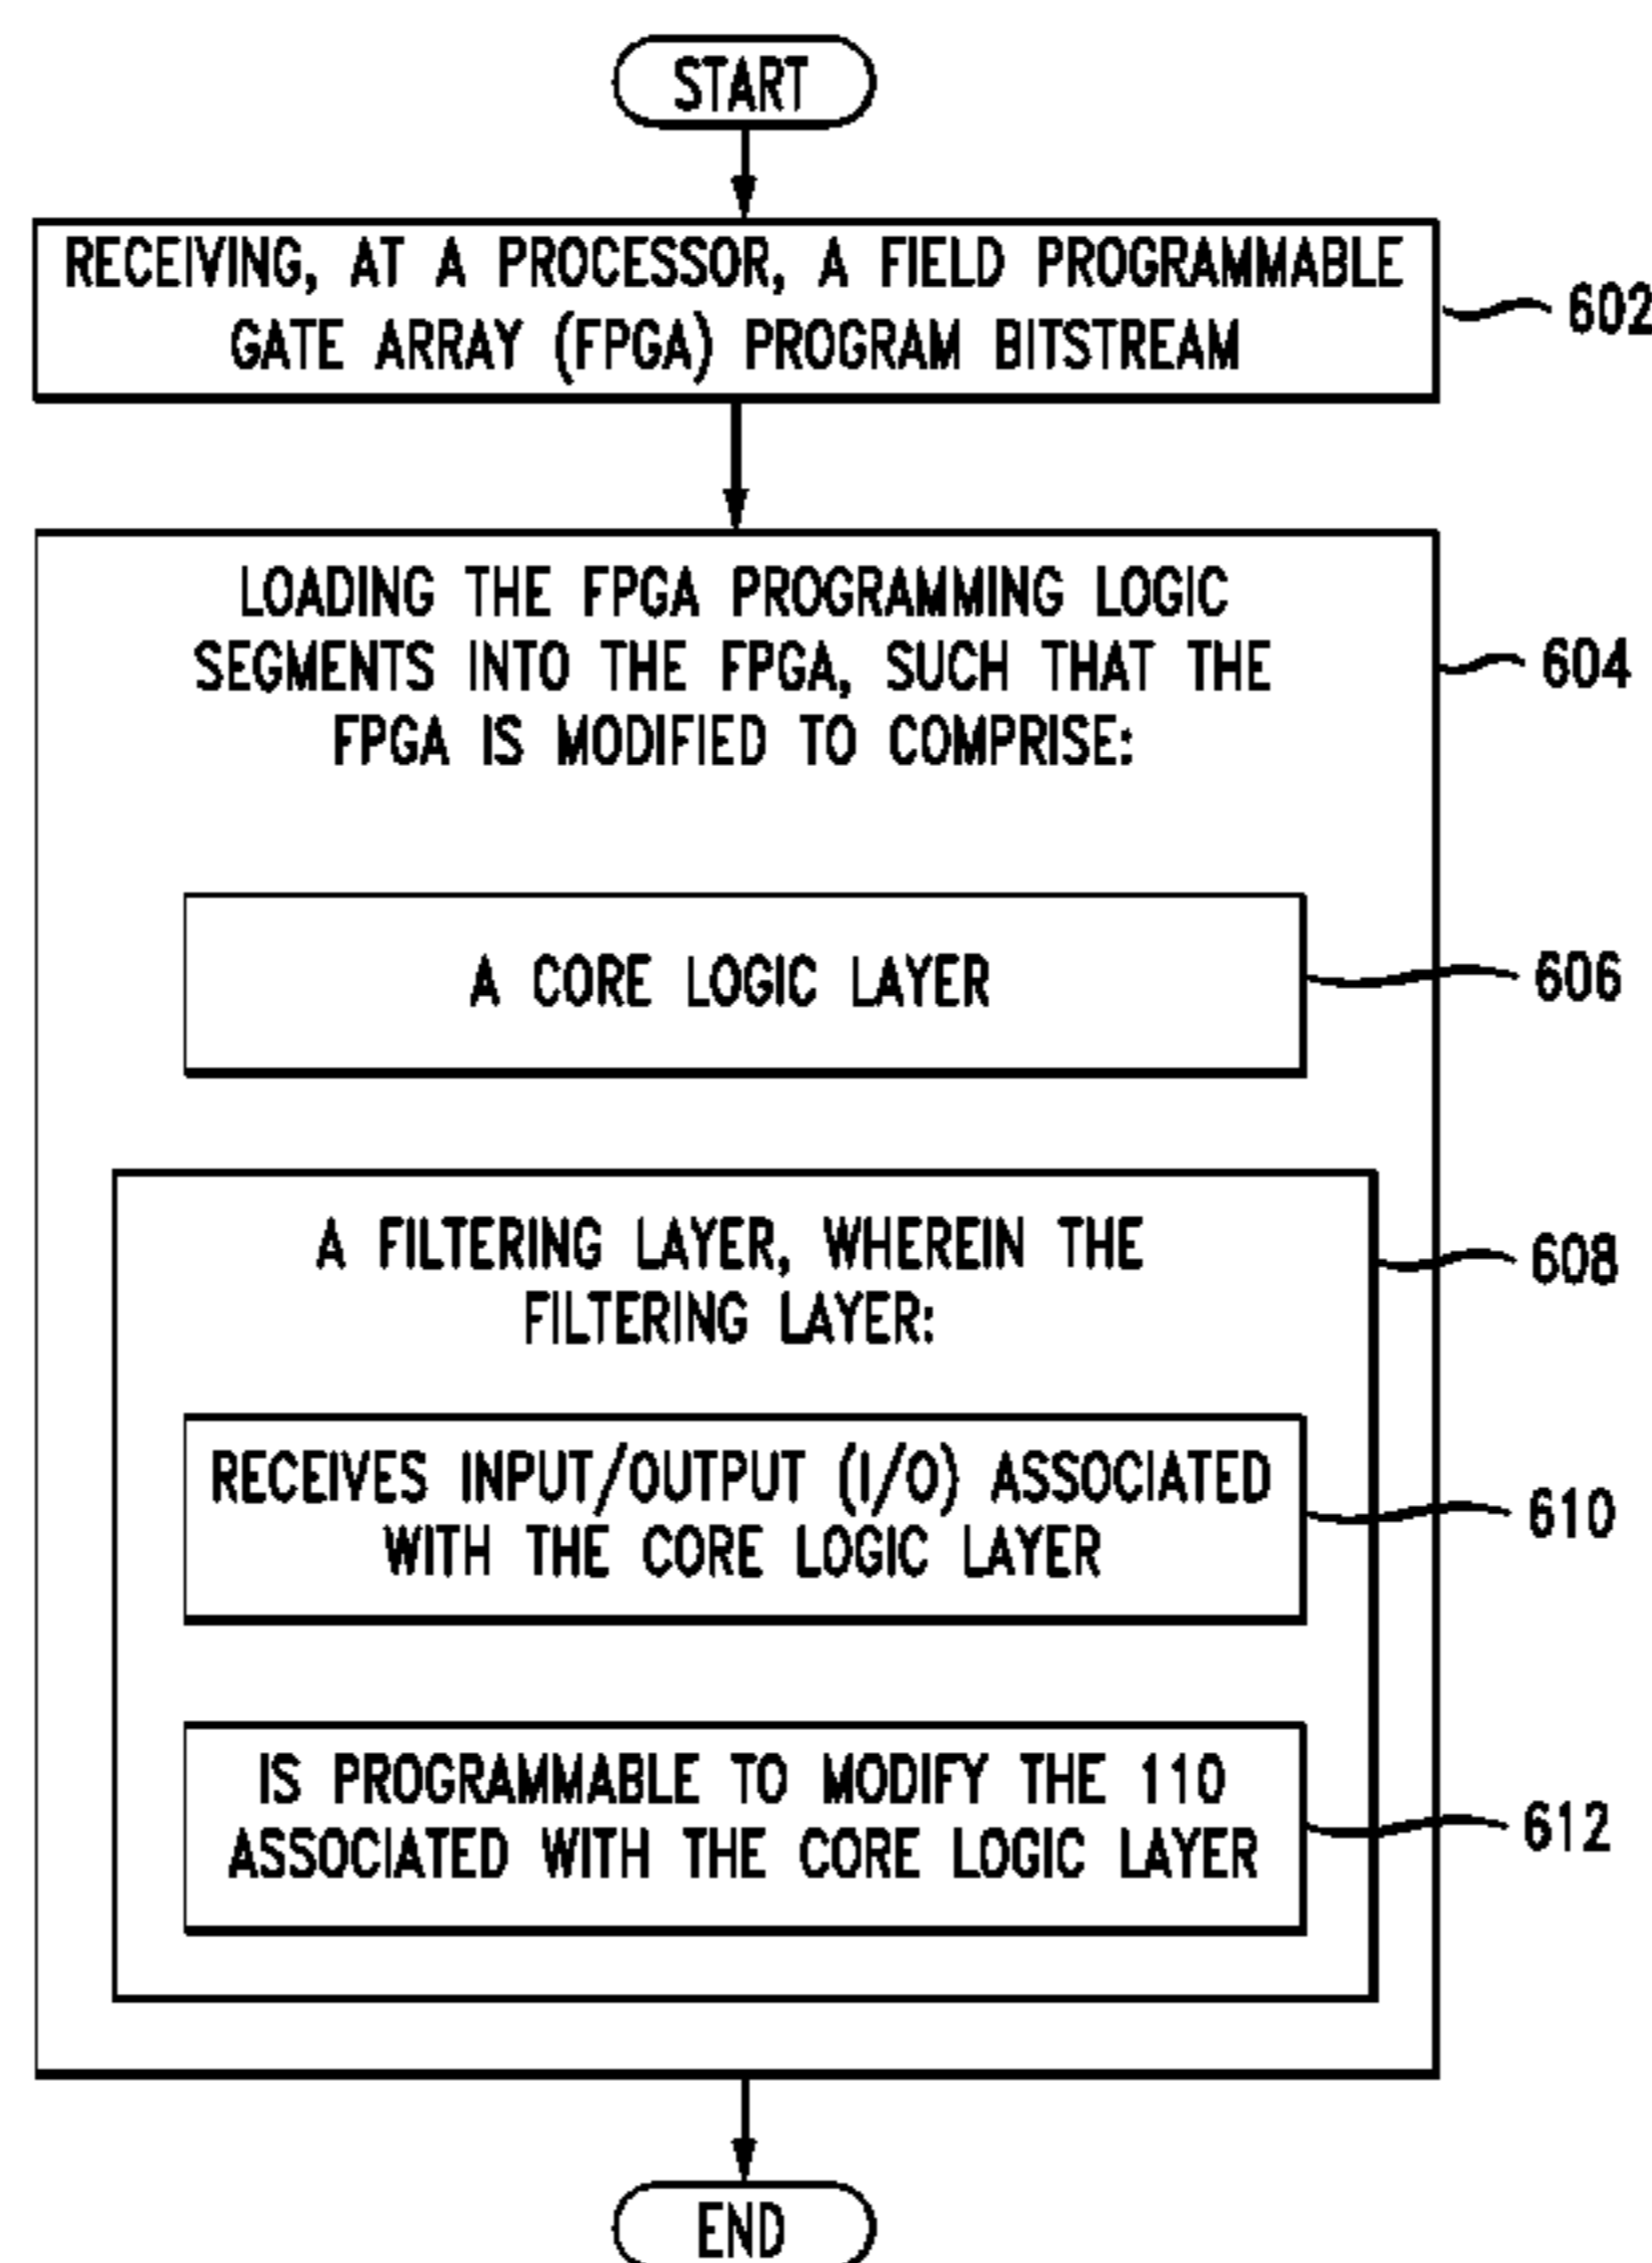 START
RECEIVING, AT A PROCESSOR, A FIELD PROGRAMMABLE
GATE ARRAY (FPGA) PROGRAM BITSTREAM
602
LOADING THE FPGA PROGRAMMING LOGIC
SEGMENTS INTO THE FPGA, SUCH THAT THE
FPGA IS MODIFIED TO COMPRISE:
604
A CORE LOGIC LAYER
606
A FILTERING LAYER, WHEREIN THE
FILTERING LAYER:
608
RECEIVES INPUT/OUTPUT (I/O) ASSOCIATED
WITH THE CORE LOGIC LAYER
610
IS PROGRAMMABLE TO MODIFY THE 110
ASSOCIATED WITH THE CORE LOGIC LAYER
612
END